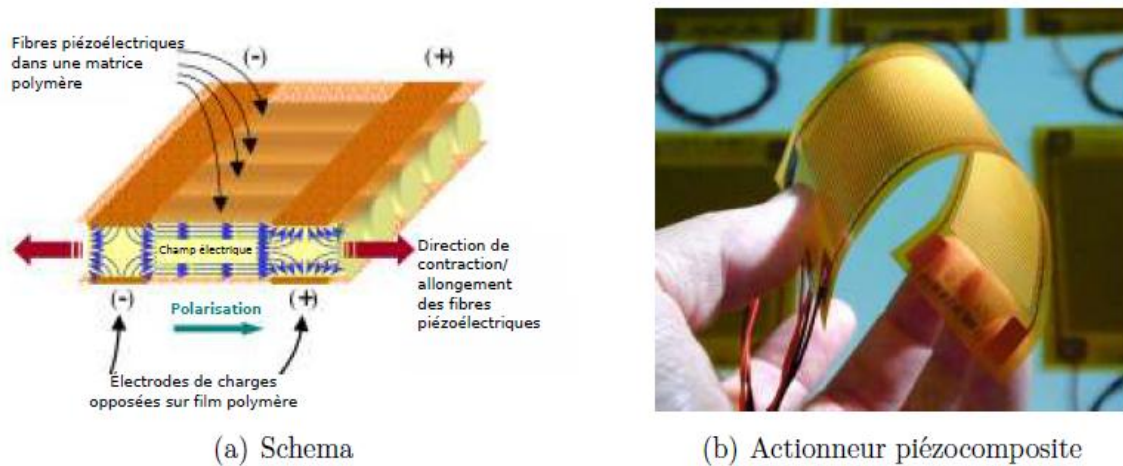 Fibres piézoélectriques
dans une matrice
polymère
(-)
(+)
Champ électrique
Direction de
contraction/
allongement
des fibres
piézoélectriques
(-)
Polarisation
(+)
Électrodes de charges
opposées sur film polymère
(a) Schema
(b) Actionneur piézocomposite